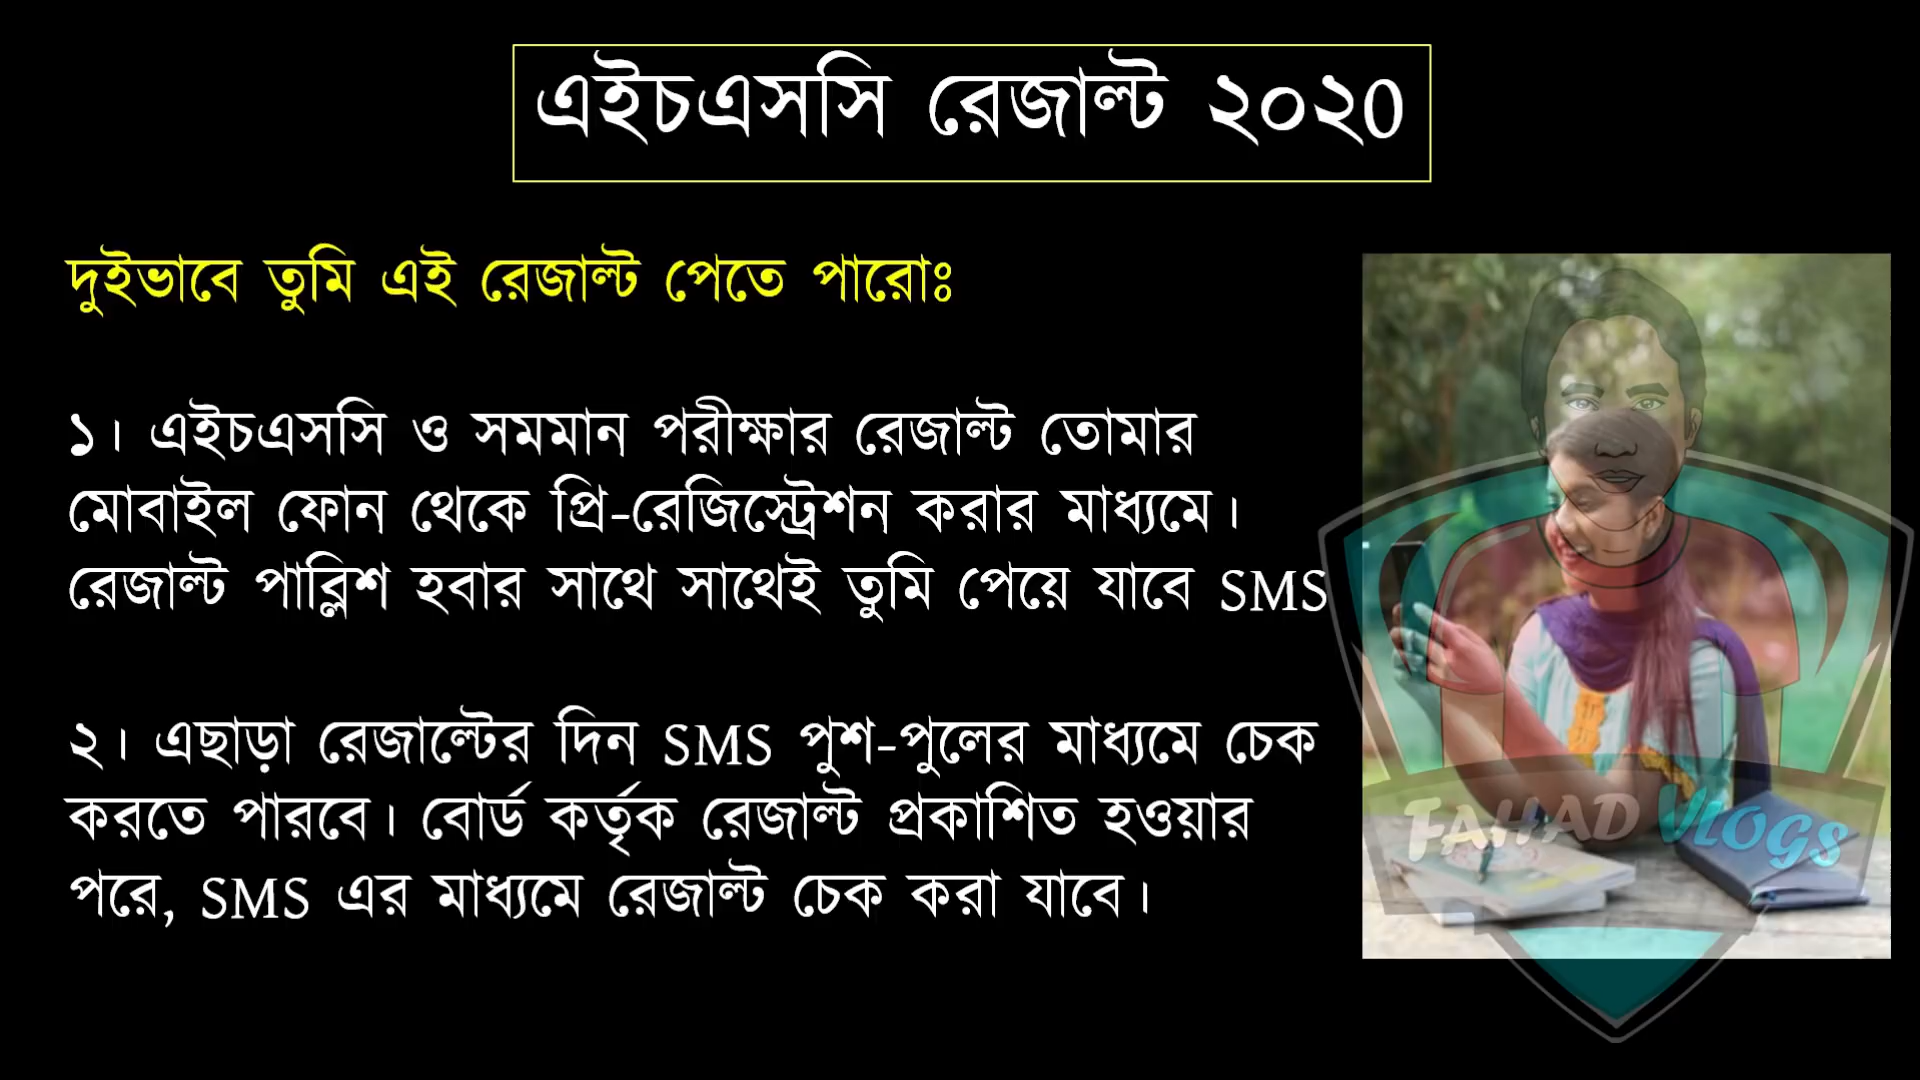 এইচএসসি রেজাল্ট ২০২0
দুইভাবে তুমি এই রেজাল্ট পেতে পারোঃ
১। এইচএসসি ও সমমান পরীক্ষার রেজাল্ট তোমার
মোবাইল ফোন থেকে প্রি-রেজিস্ট্রেশন করার মাধ্যমে।
রেজাল্ট পাব্লিশ হবার সাথে সাথেই তুমি পেয়ে যাবে SMS
২। এছাড়া রেজাল্টের দিন SMS পুশ-পুলের মাধ্যমে চেক
করতে পারবে। বোর্ড কর্তৃক রেজাল্ট প্রকাশিত হওয়ার
পরে, SMS এর মাধ্যমে রেজাল্ট চেক করা যাবে।
FAHAD VLOGS